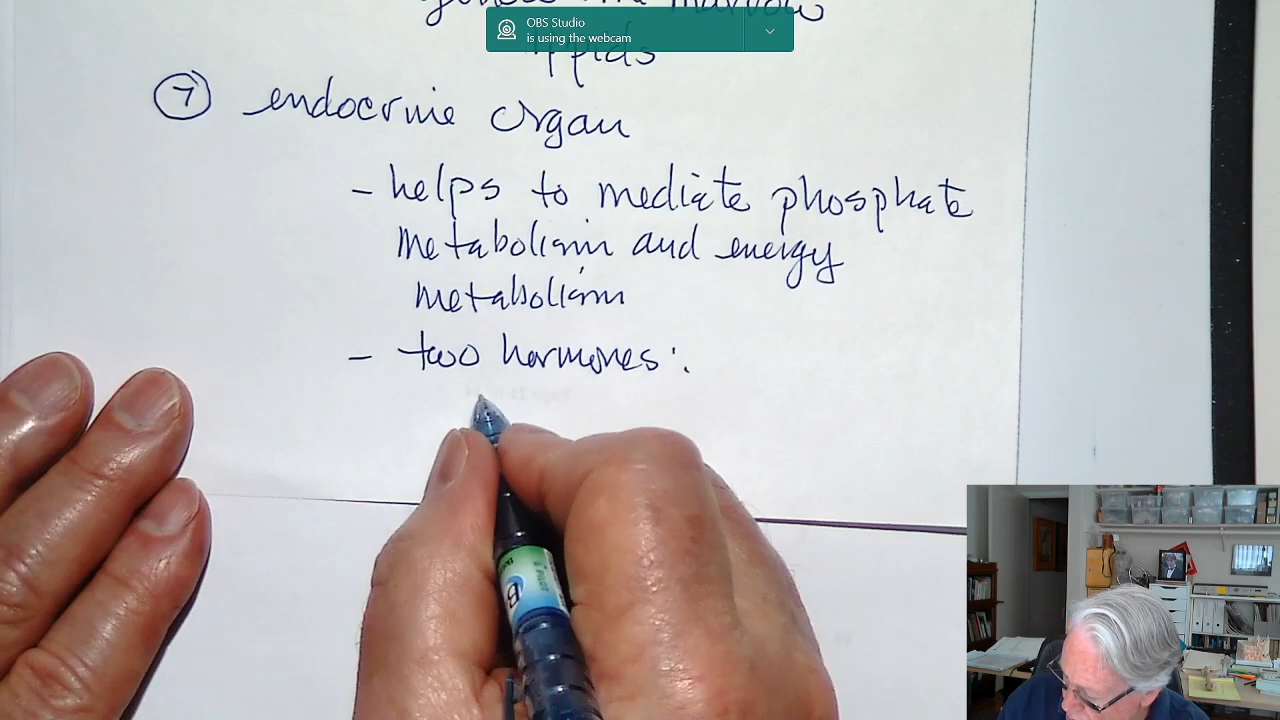 OBS Studio
is using the webcam
⑦ endocrine organ
- helps to mediate phosphate
metabolism and energy
metabolism
- two hormones: